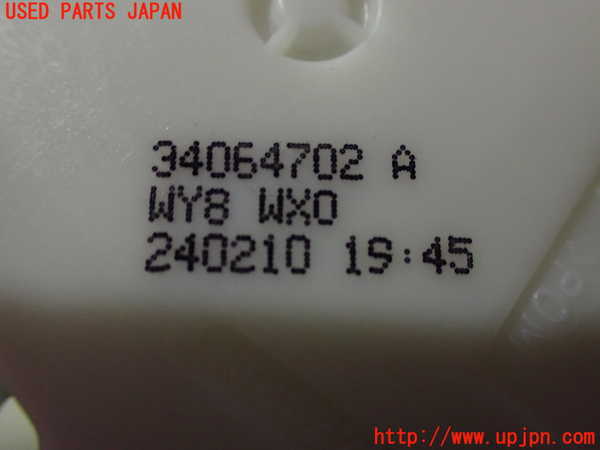 USED PARTS JAPAN
34064702 A
WY8 WX0
240210 19:45
http://www.upjpn.com/